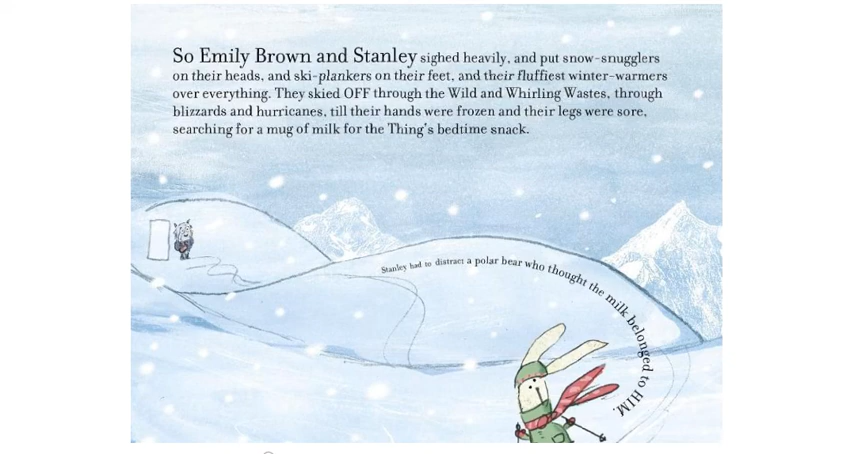 So Emily Brown and Stanley sighed heavily, and put snow-snugglers
on their heads, and ski-plankers on their feet, and their fluffiest winter-warmers
over everything. They skied OFF through the Wild and Whirling Wastes, through
blizzards and hurricanes, till their hands were frozen and their legs were sore,
searching for a mug of milk for the Thing's bedtime snack.
Stanley had to distract a polar bear who thought the milk belonged to HIM.